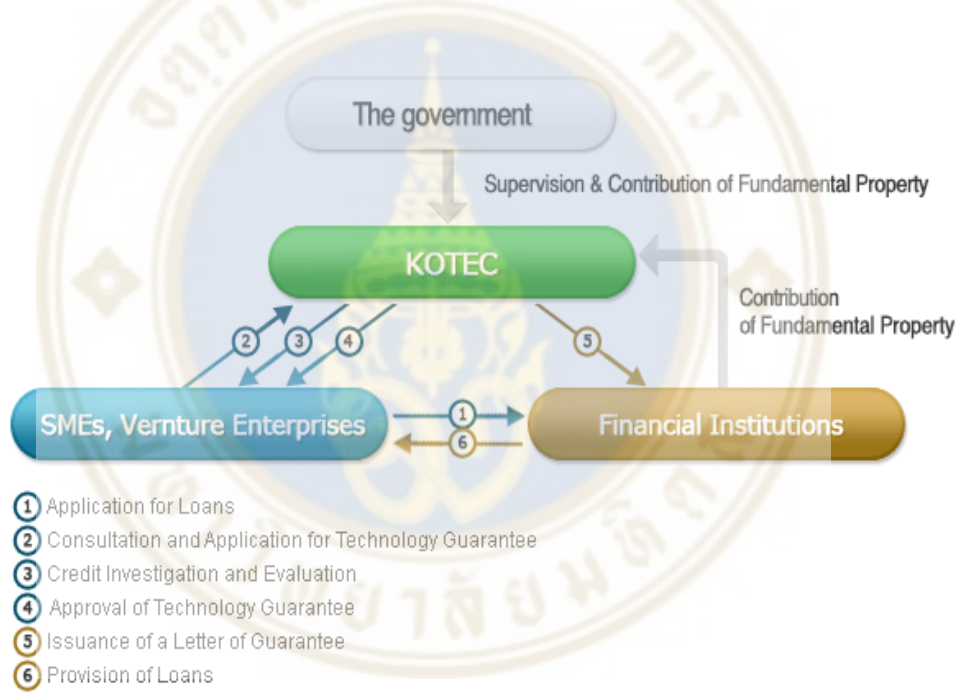 The government
Supervision & Contribution of Fundamental Property
KOTEC
Contribution
of Fundamental Property
2
3
4
5
SMEs, Vernture Enterprises
1
6
Financial Institutions
1 Application for Loans
2 Consultation and Application for Technology Guarantee
3 Credit Investigation and Evaluation
4 Approval of Technology Guarantee
5 Issuance of a Letter of Guarantee
6 Provision of Loans